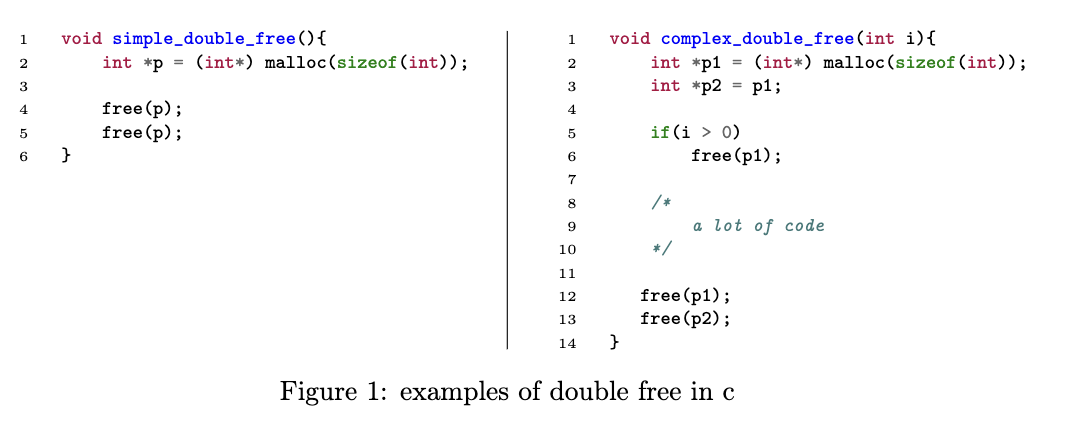 1 void simple_double_free(){
2 int *p = (int*) malloc(sizeof(int));
3
4 free(p);
5 free(p);
6 }
1 void complex_double_free(int i){
2 int *p1 = (int*) malloc(sizeof(int));
3 int *p2 = p1;
4
5 if(i > 0)
6 free(p1);
7
8 /*
9 a lot of code
10 */
11
12 free(p1);
13 free(p2);
14 }
Figure 1: examples of double free in c